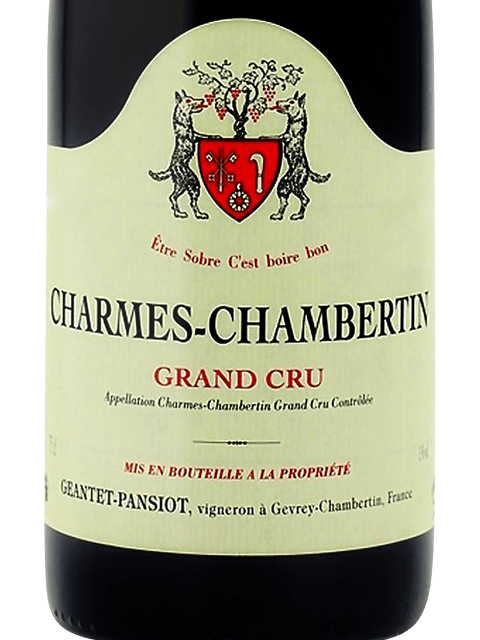 Être Sobre C'est boire bon
CHARMES-CHAMBERTIN
GRAND CRU
Appellation Charmes-Chambertin Grand Cru Contrôlée
MIS EN BOUTEILLE A LA PROPRIÉTÉ
GEANTET-PANSIOT, vigneron à Gevrey-Chambertin, France